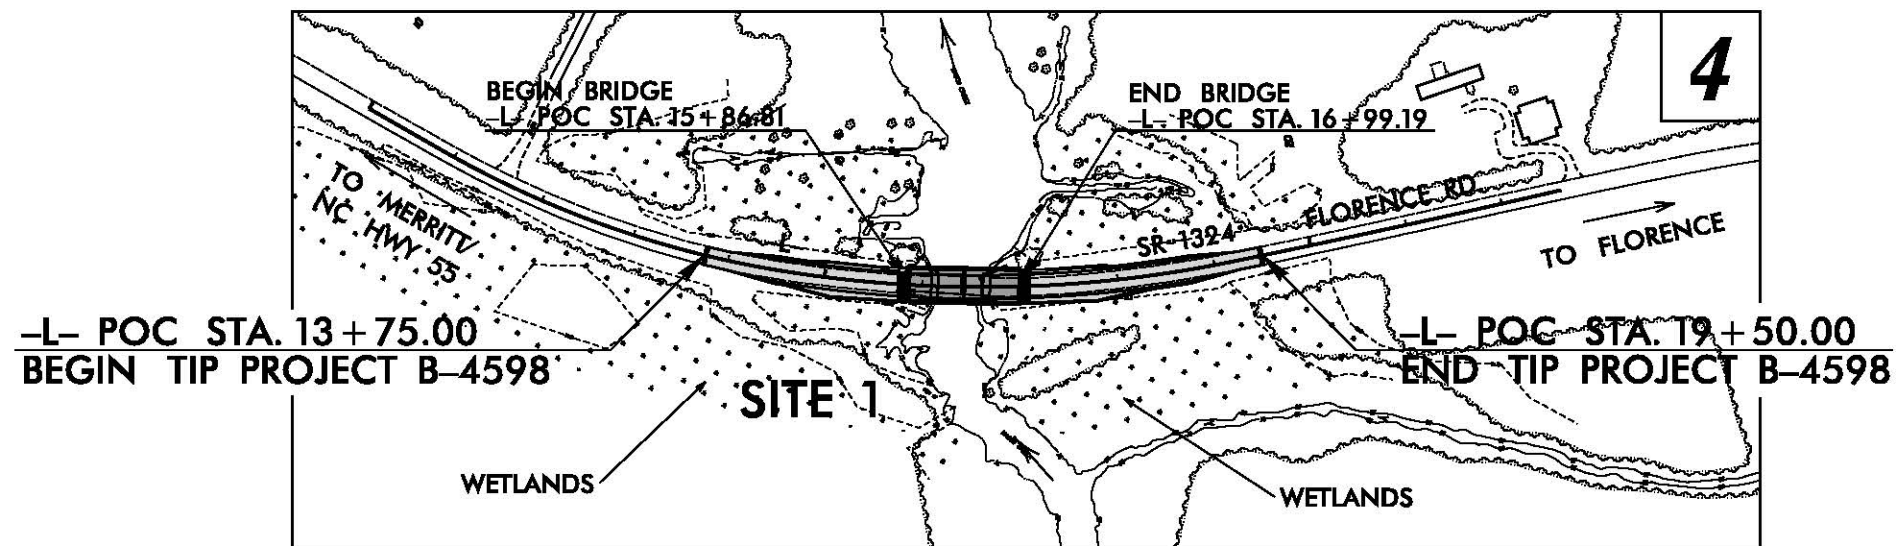 4
BEGIN BRIDGE
-L- POC STA. 15+86.81
END BRIDGE
-L- POC STA. 16+99.19
TO MERRITT/
NC HWY 55
L
SR-1324
FLORENCE RD
TO FLORENCE
-L- POC STA. 13+75.00
BEGIN TIP PROJECT B-4598
-L- POC STA. 19+50.00
END TIP PROJECT B-4598
SITE 1
WETLANDS
WETLANDS